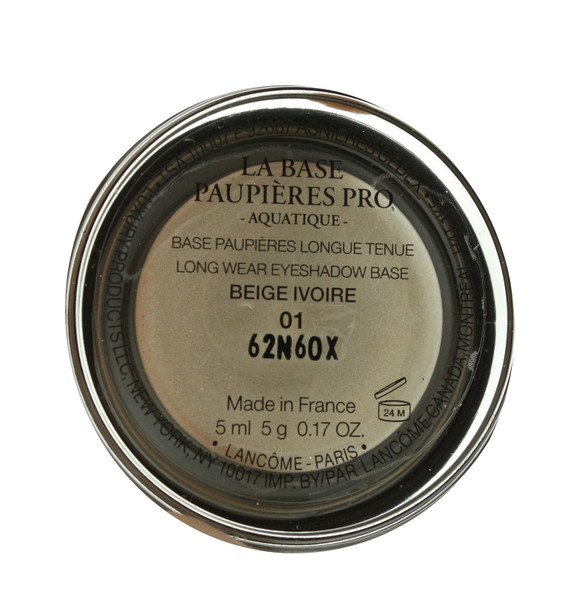 LA BASE
PAUPIÈRES PRO
- AQUATIQUE -
BASE PAUPIÈRES LONGUE TENUE
LONG WEAR EYESHADOW BASE
BEIGE IVOIRE
01
62N60X
Made in France
24 M
5 ml 5 g 0.17 OZ.
• LANCÔME - PARIS •
LUXURY PRODUCTS LLC, NEW YORK, NY 10017 IMP. BY/PAR LANCOME CANADA, MONTREAL